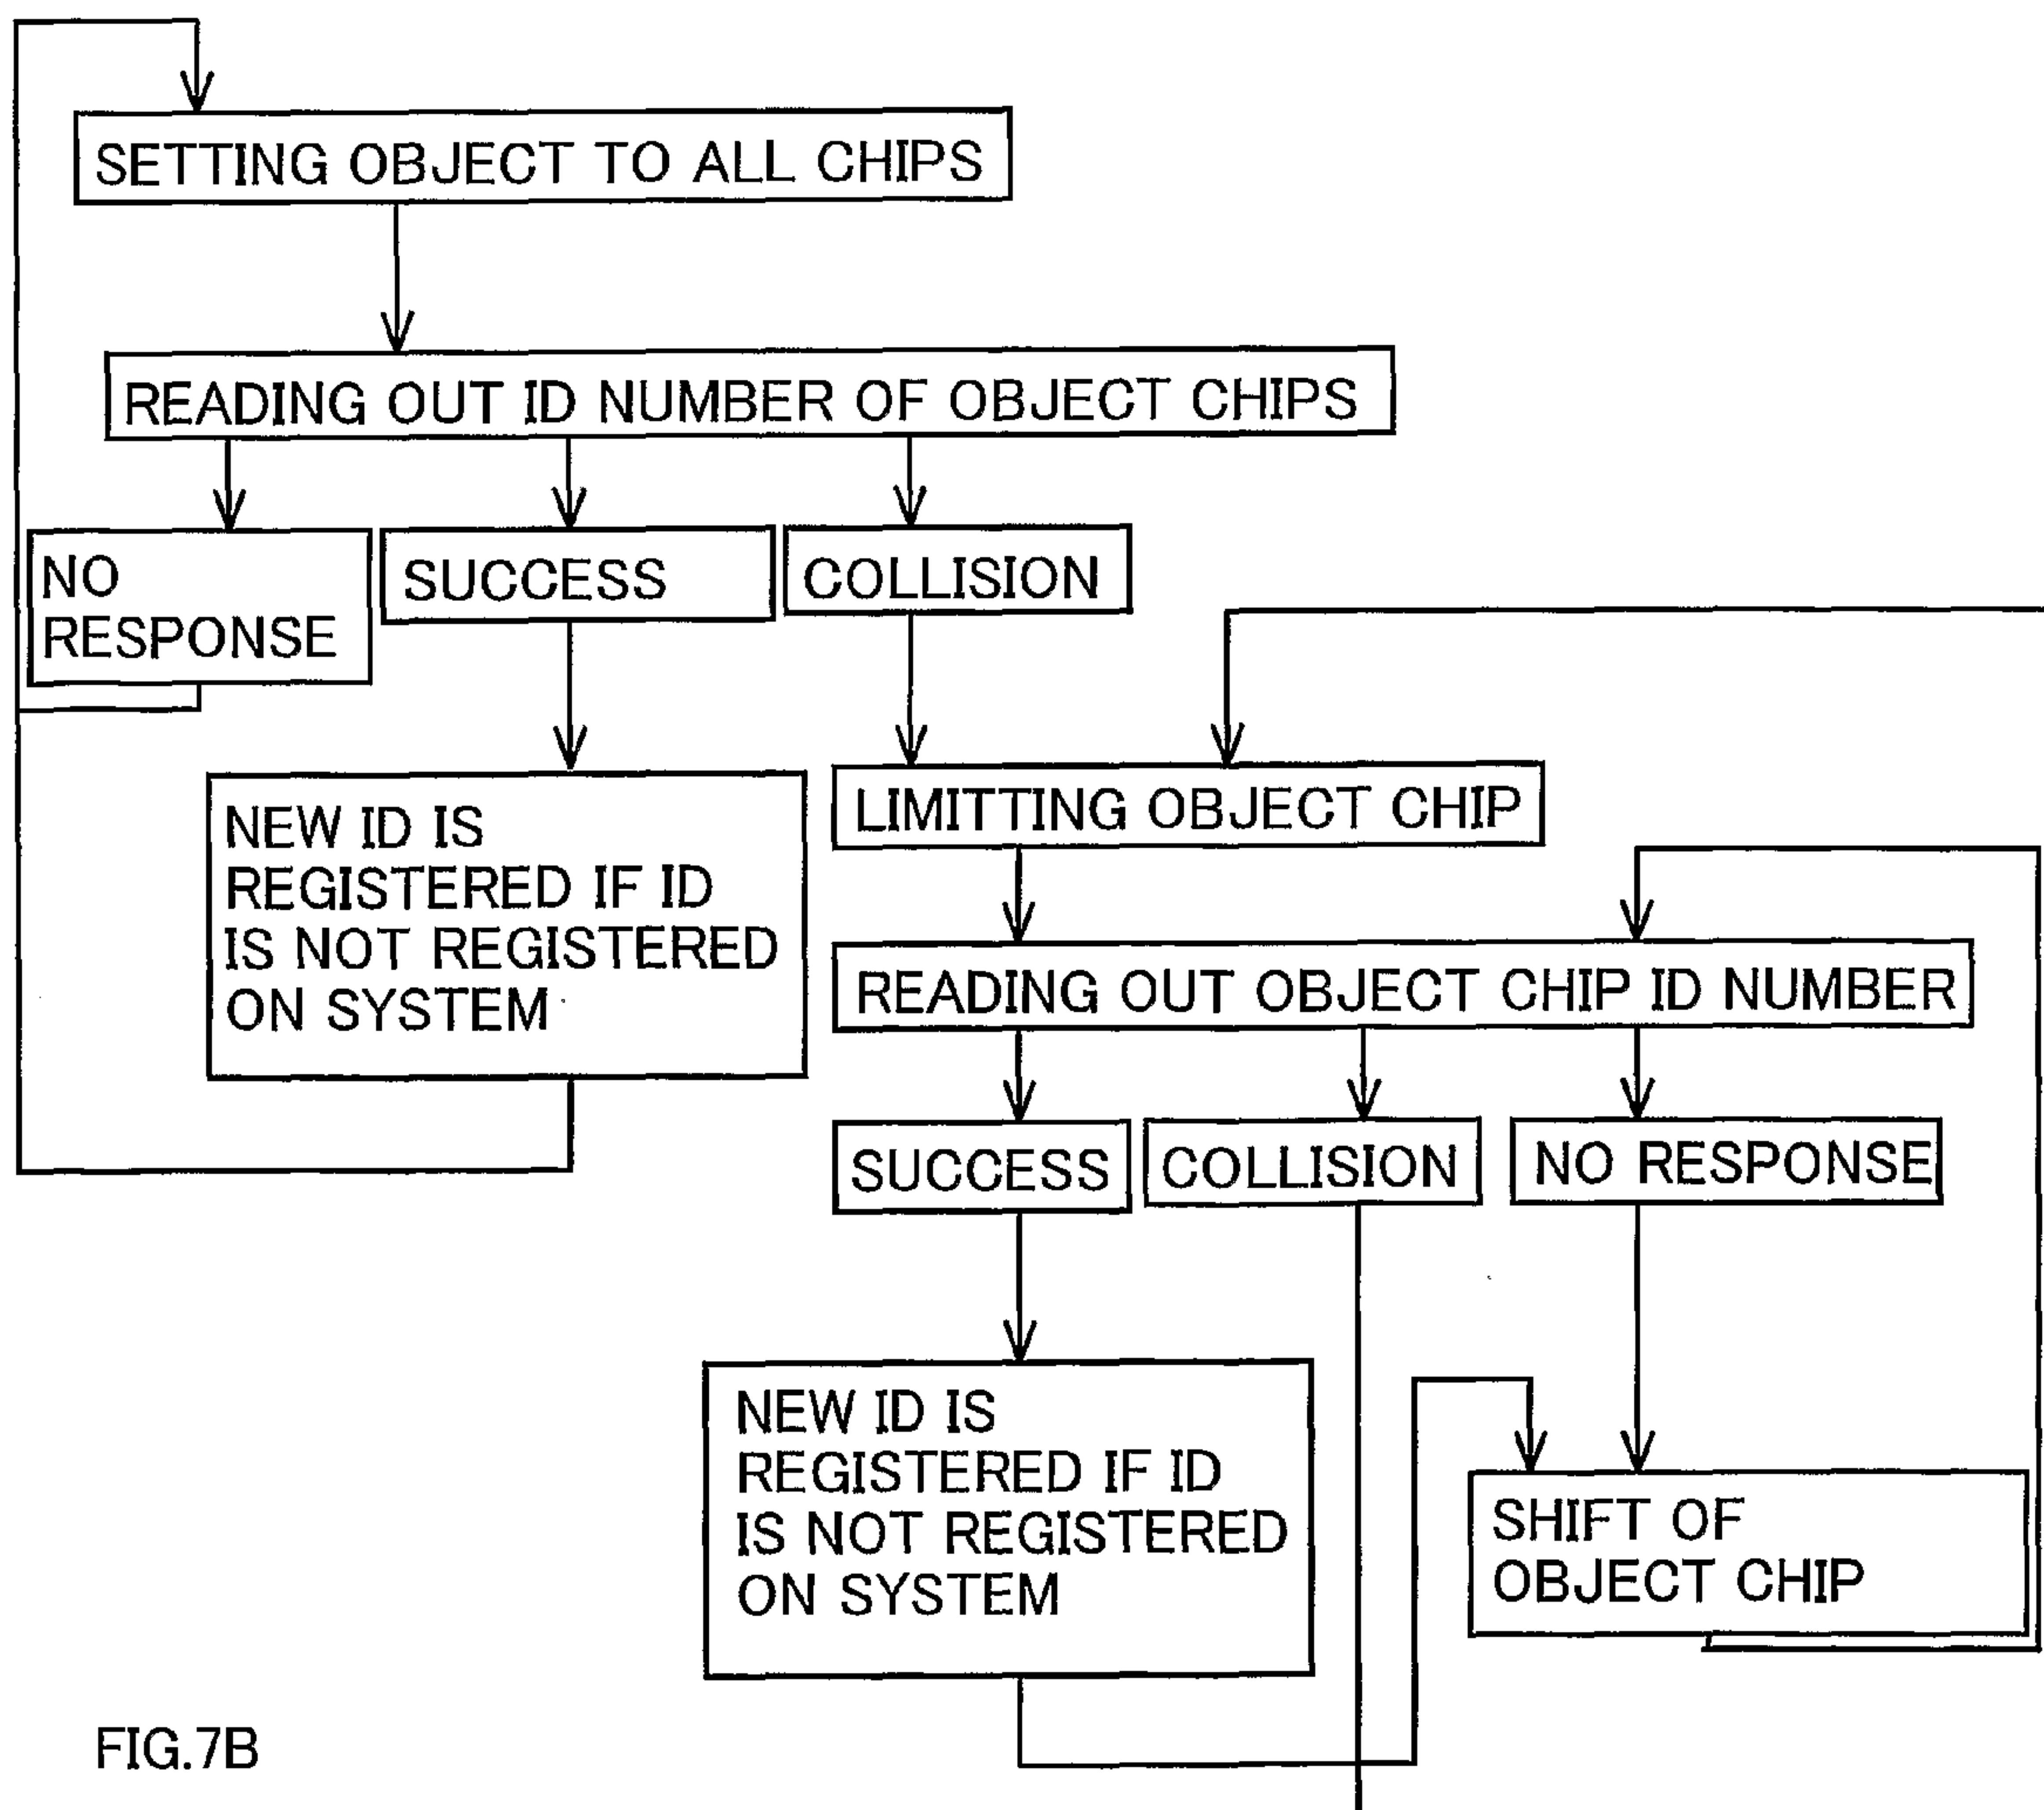 SETTING OBJECT TO ALL CHIPS
READING OUT ID NUMBER OF OBJECT CHIPS
NO
RESPONSE
SUCCESS
COLLISION
NEW ID IS
REGISTERED IF ID
IS NOT REGISTERED
ON SYSTEM
LIMITTING OBJECT CHIP
READING OUT OBJECT CHIP ID NUMBER
SUCCESS
COLLISION
NO RESPONSE
NEW ID IS
REGISTERED IF ID
IS NOT REGISTERED
ON SYSTEM
SHIFT OF
OBJECT CHIP
FIG.7B